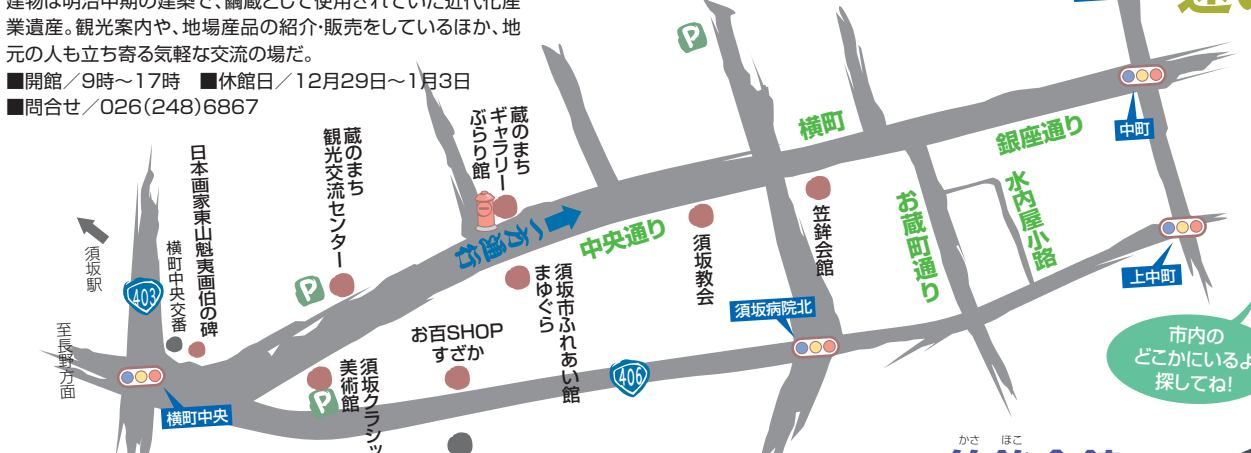 建物は明治中期の建築で、繭蔵として使用されていた近代化産
業遺産。観光案内や、地場産品の紹介・販売をしているほか、地
元の人も立ち寄る気軽な交流の場だ。
■開館／9時〜17時　■休館日／12月29日〜1月3日
■問合せ／026(248)6867
P
中町
横町
銀座通り
蔵のまち
観光交流センター
蔵のまち
ギャラリー
ぶらり館
日本画家東山魁夷画伯の碑
横町中央交番
須坂駅
403
至長野方面
横町中央
P
一方通行
中央通り
須坂教会
笠鉾会館
お蔵町通り
水内屋小路
上中町
須坂市ふれあい館
まゆぐら
須坂病院北
お百SHOP
すざか
406
須坂クラシッ
美術館
P
市内の
どこかにいるよ
探してね!
かさ ほこ